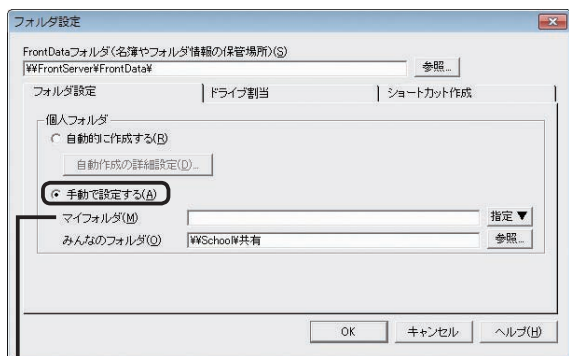 フォルダ設定
FrontDataフォルダ(名簿やフォルダ情報の保管場所)(S)
¥¥FrontServer¥FrontData¥ 参照...
フォルダ設定 ドライブ割当 ショートカット作成
個人フォルダ
自動的に作成する(R)
自動作成の詳細設定(D)...
手動で設定する(A)
マイフォルダ(M) 指定▼
みんなのフォルダ(O) ¥¥School¥共有 参照...
OK キャンセル ヘルプ(H)